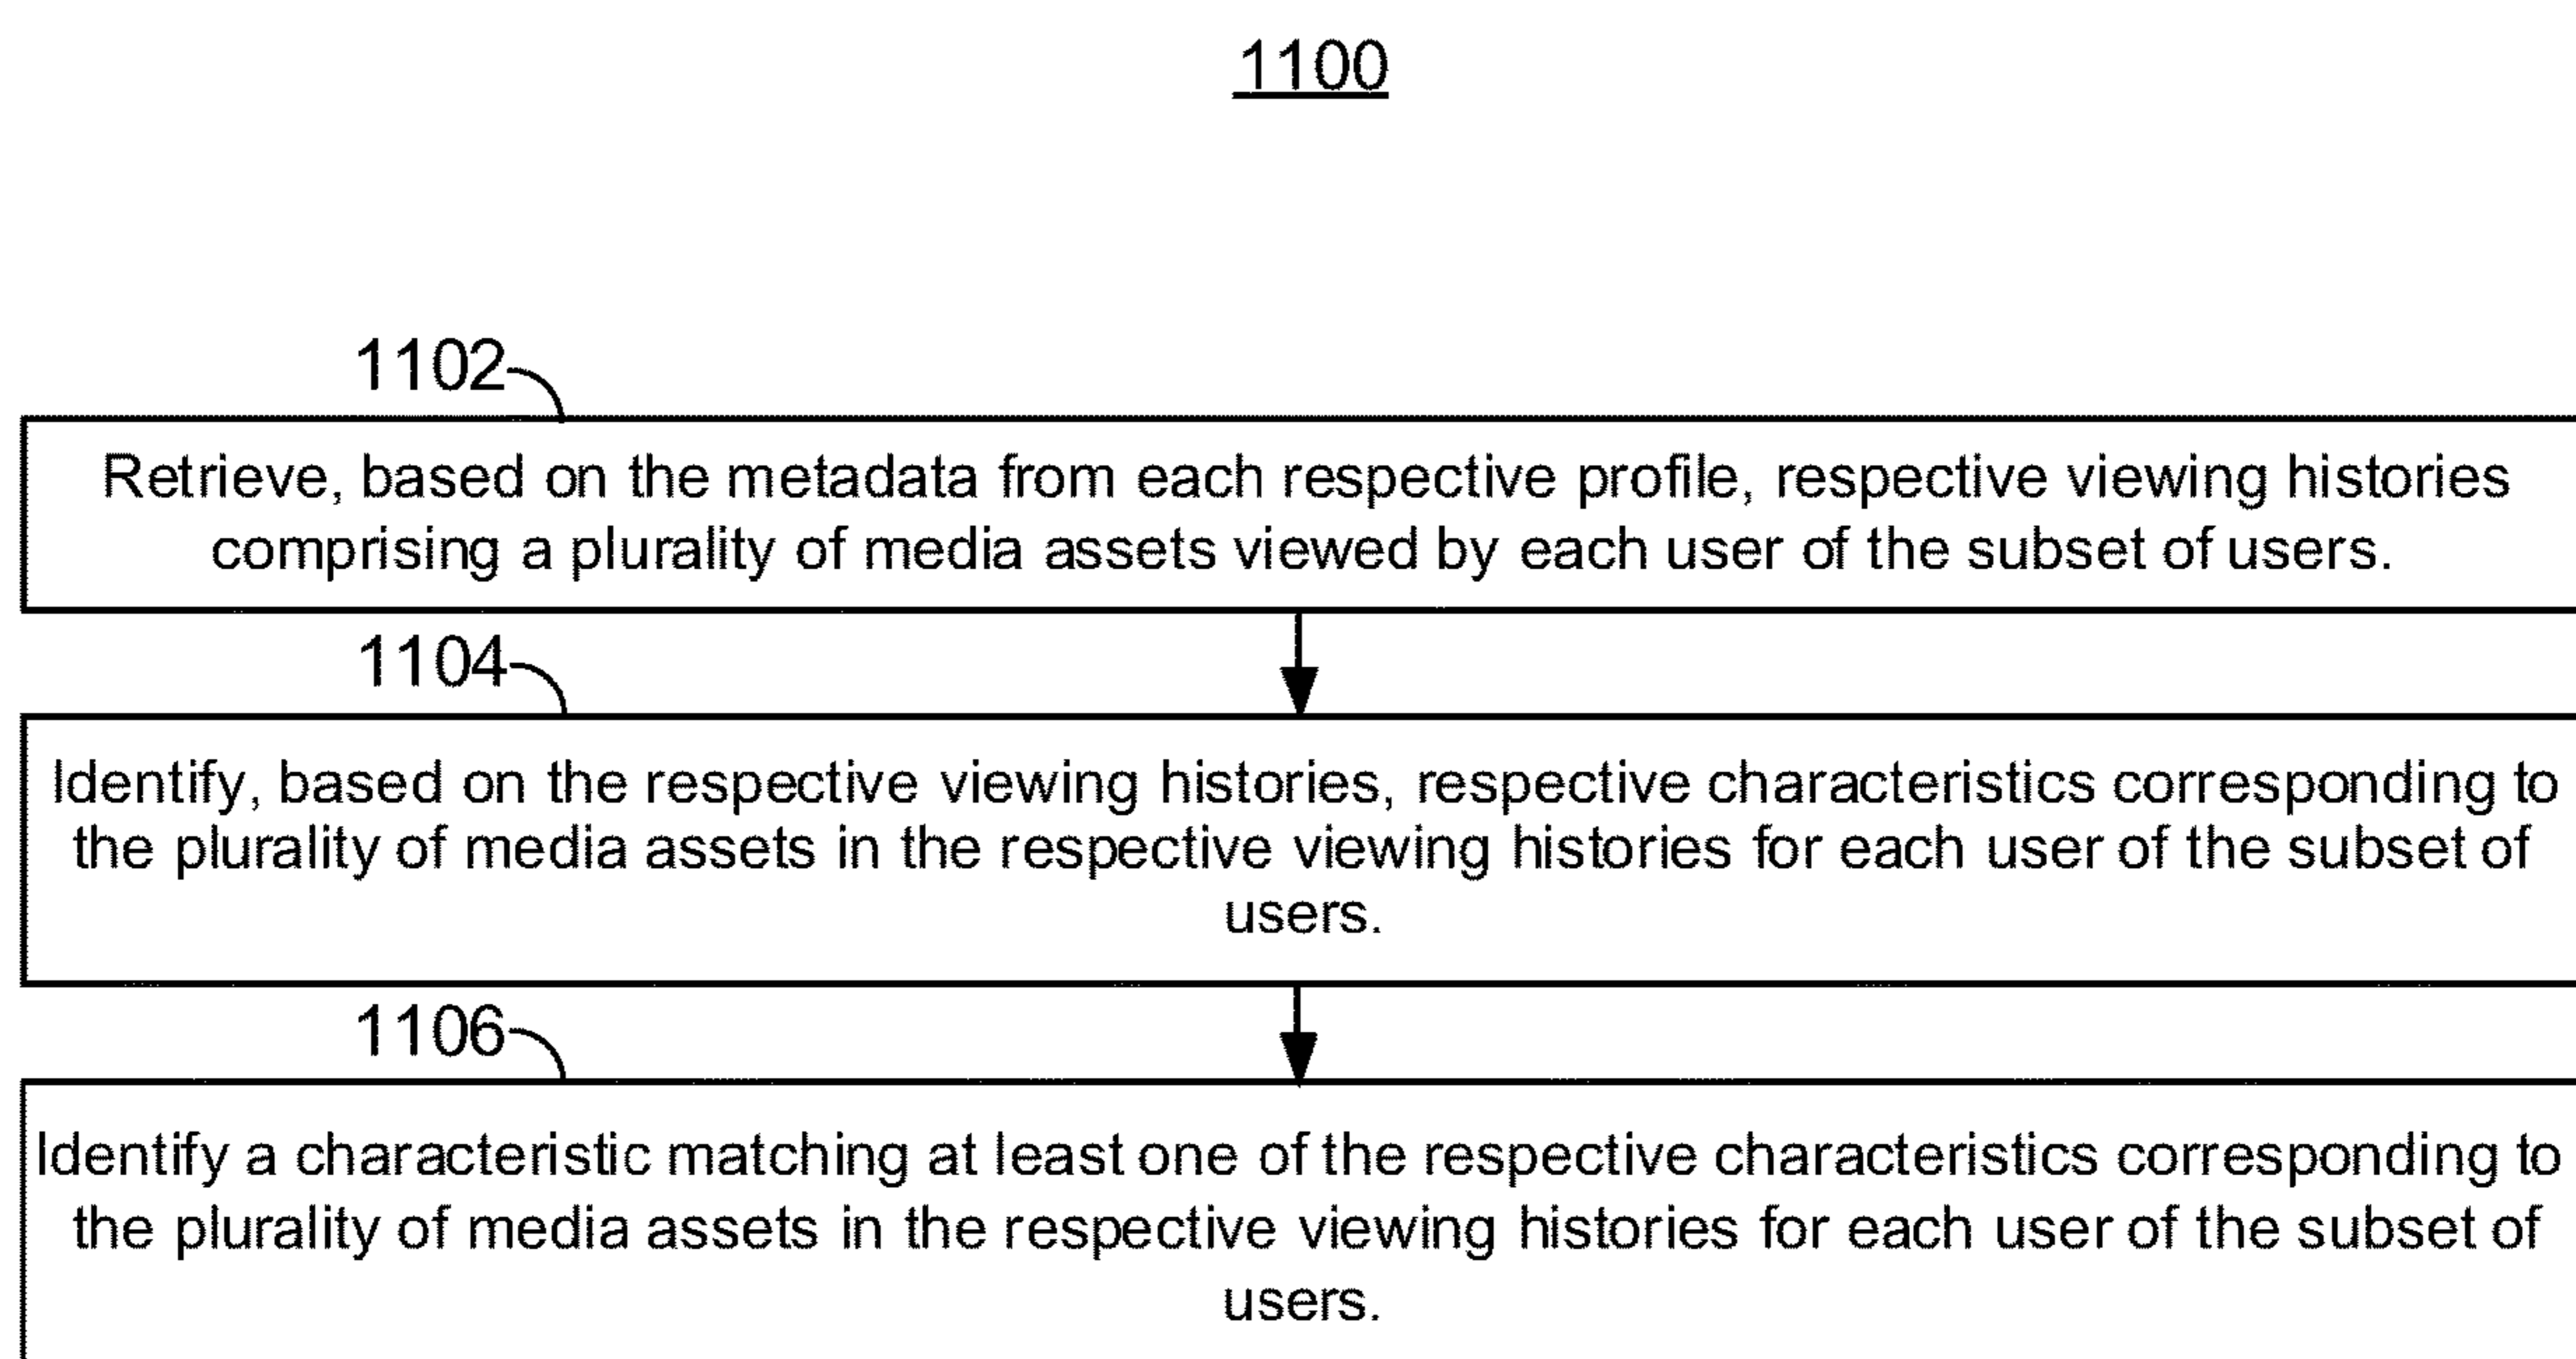 1100
1102
Retrieve, based on the metadata from each respective profile, respective viewing histories
comprising a plurality of media assets viewed by each user of the subset of users.
1104
Identify, based on the respective viewing histories, respective characteristics corresponding to
the plurality of media assets in the respective viewing histories for each user of the subset of
users.
1106
Identify a characteristic matching at least one of the respective characteristics corresponding to
the plurality of media assets in the respective viewing histories for each user of the subset of
users.